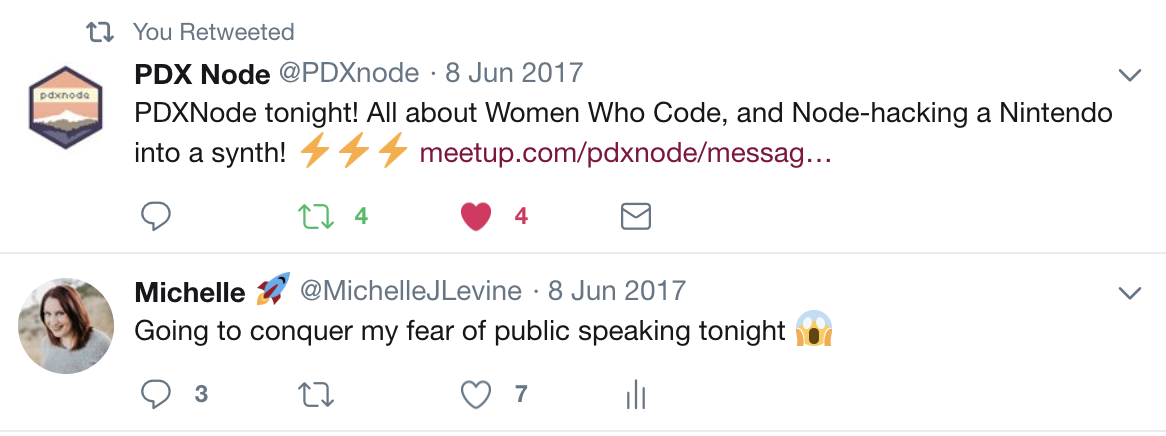 You Retweeted
PDX Node @PDXnode · 8 Jun 2017
pdxnode
PDXNode tonight! All about Women Who Code, and Node-hacking a Nintendo
into a synth! ⚡⚡⚡ meetup.com/pdxnode/messag…
4 4
Michelle 🚀 @MichelleJLevine · 8 Jun 2017
Going to conquer my fear of public speaking tonight 😱
3 7